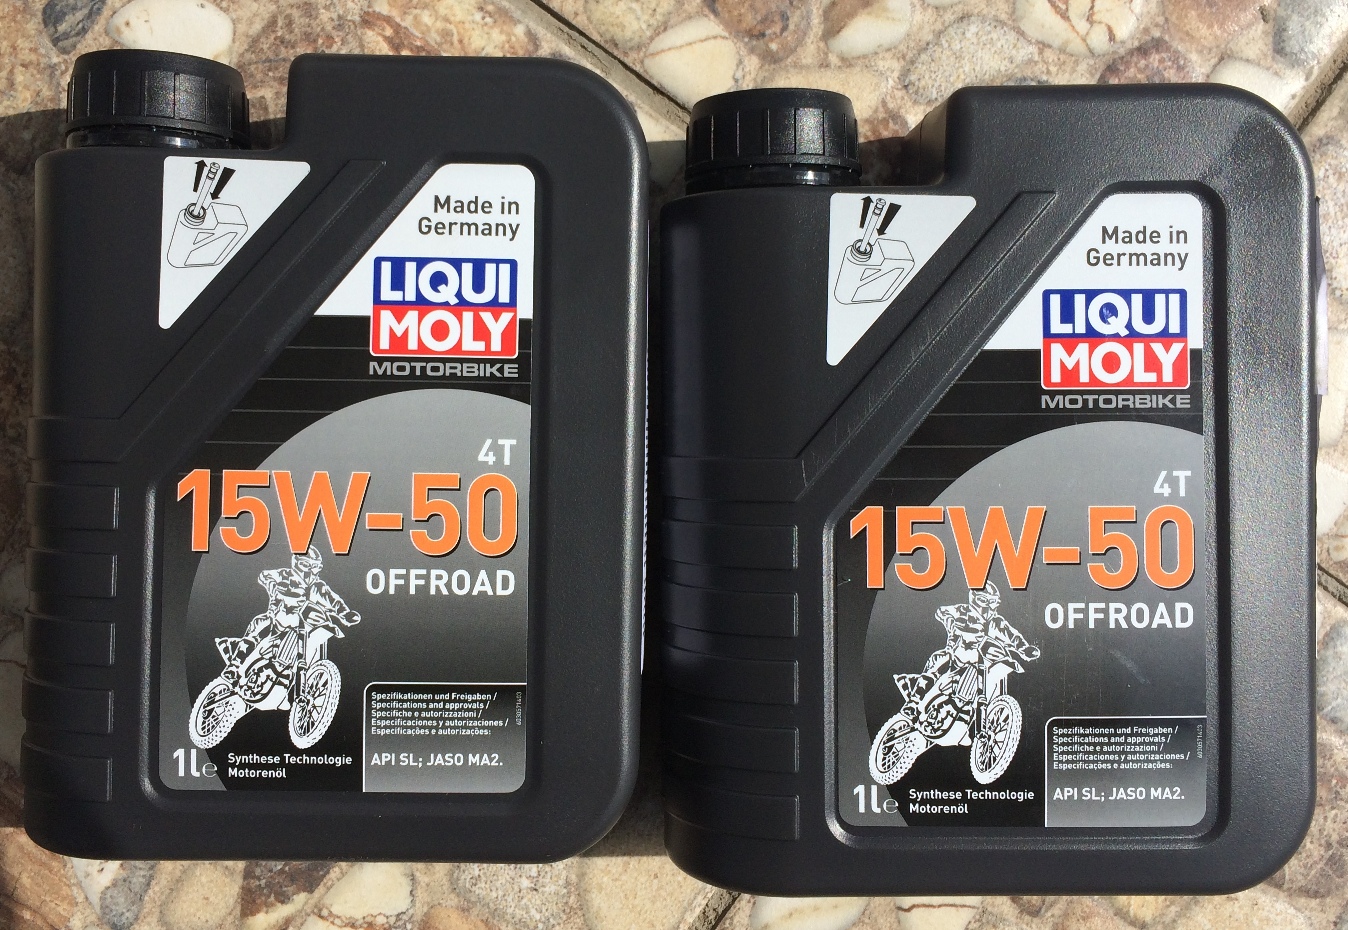 Made in
Germany
LIQUI
MOLY
MOTORBIKE
4T
15W-50
OFFROAD
Spezifikationen und Freigaben /
Specifications and approvals /
Specifiche e autorizzazioni /
Especificaciones y autorizaciones /
Especificações e autorizações:
API SL; JASO MA2.
1L e Synthese Technologie
Motorenöl
Made in
Germany
LIQUI
MOLY
MOTORBIKE
4T
15W-50
OFFROAD
Spezifikationen und Freigaben /
Specifications and approvals /
Specifiche e autorizzazioni /
Especificaciones y autorizaciones /
Especificações e autorizações:
API SL; JASO MA2.
1L e Synthese Technologie
Motorenöl